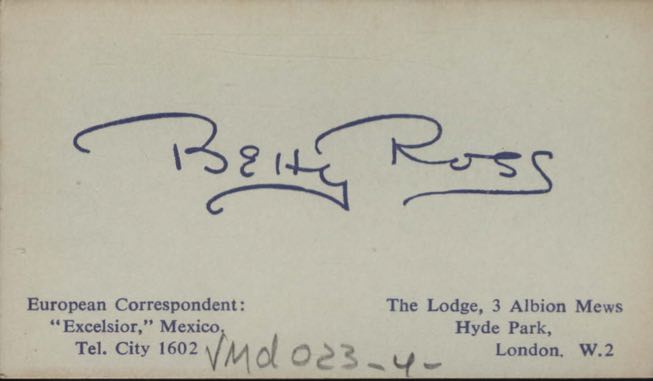 Betty Ross
European Correspondent:
"Excelsior," Mexico.
Tel. City 1602
The Lodge, 3 Albion Mews
Hyde Park,
London. W.2
VMd 023-4-